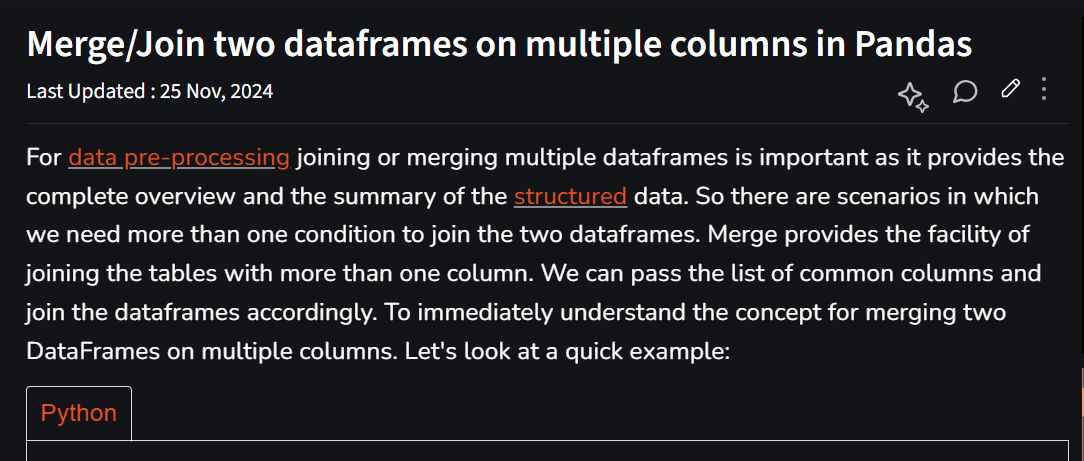 Merge/Join two dataframes on multiple columns in Pandas
Last Updated : 25 Nov, 2024
For data pre-processing joining or merging multiple dataframes is important as it provides the
complete overview and the summary of the structured data. So there are scenarios in which
we need more than one condition to join the two dataframes. Merge provides the facility of
joining the tables with more than one column. We can pass the list of common columns and
join the dataframes accordingly. To immediately understand the concept for merging two
DataFrames on multiple columns. Let's look at a quick example:
Python